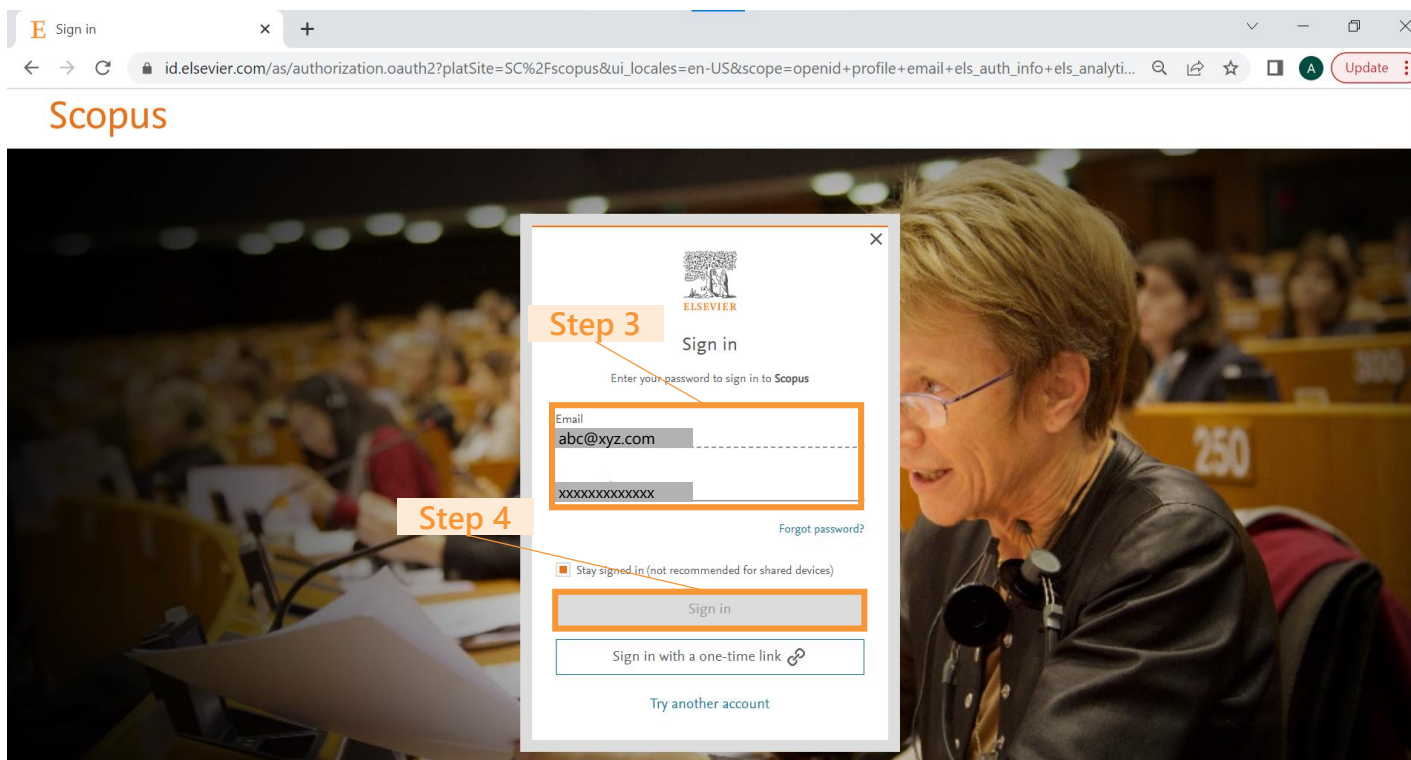 E Sign in
id.elsevier.com/as/authorization.oauth2?platSite=SC%2Fscopus&ui_locales=en-US&scope=openid+profile+email+els_auth_info+els_analyti...
A
Update
Scopus
ELSEVIER
Step 3
Sign in
Enter your password to sign in to Scopus
Email
abc@xyz.com
xxxxxxxxxxxxx
Step 4
Forgot password?
Stay signed in (not recommended for shared devices)
Sign in
Sign in with a one-time link
Try another account
250